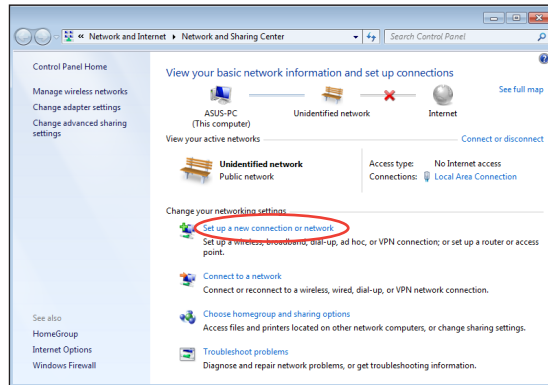 « Network and Internet ▸ Network and Sharing Center
Search Control Panel
Control Panel Home
Manage wireless networks
Change adapter settings
Change advanced sharing
settings
See also
HomeGroup
Internet Options
Windows Firewall
View your basic network information and set up connections
See full map
ASUS-PC
(This computer)
Unidentified network
Internet
View your active networks
Connect or disconnect
Unidentified network
Public network
Access type: No Internet access
Connections: Local Area Connection
Change your networking settings
Set up a new connection or network
Set up a wireless, broadband, dial-up, ad hoc, or VPN connection; or set up a router or access
point.
Connect to a network
Connect or reconnect to a wireless, wired, dial-up, or VPN network connection.
Choose homegroup and sharing options
Access files and printers located on other network computers, or change sharing settings.
Troubleshoot problems
Diagnose and repair network problems, or get troubleshooting information.